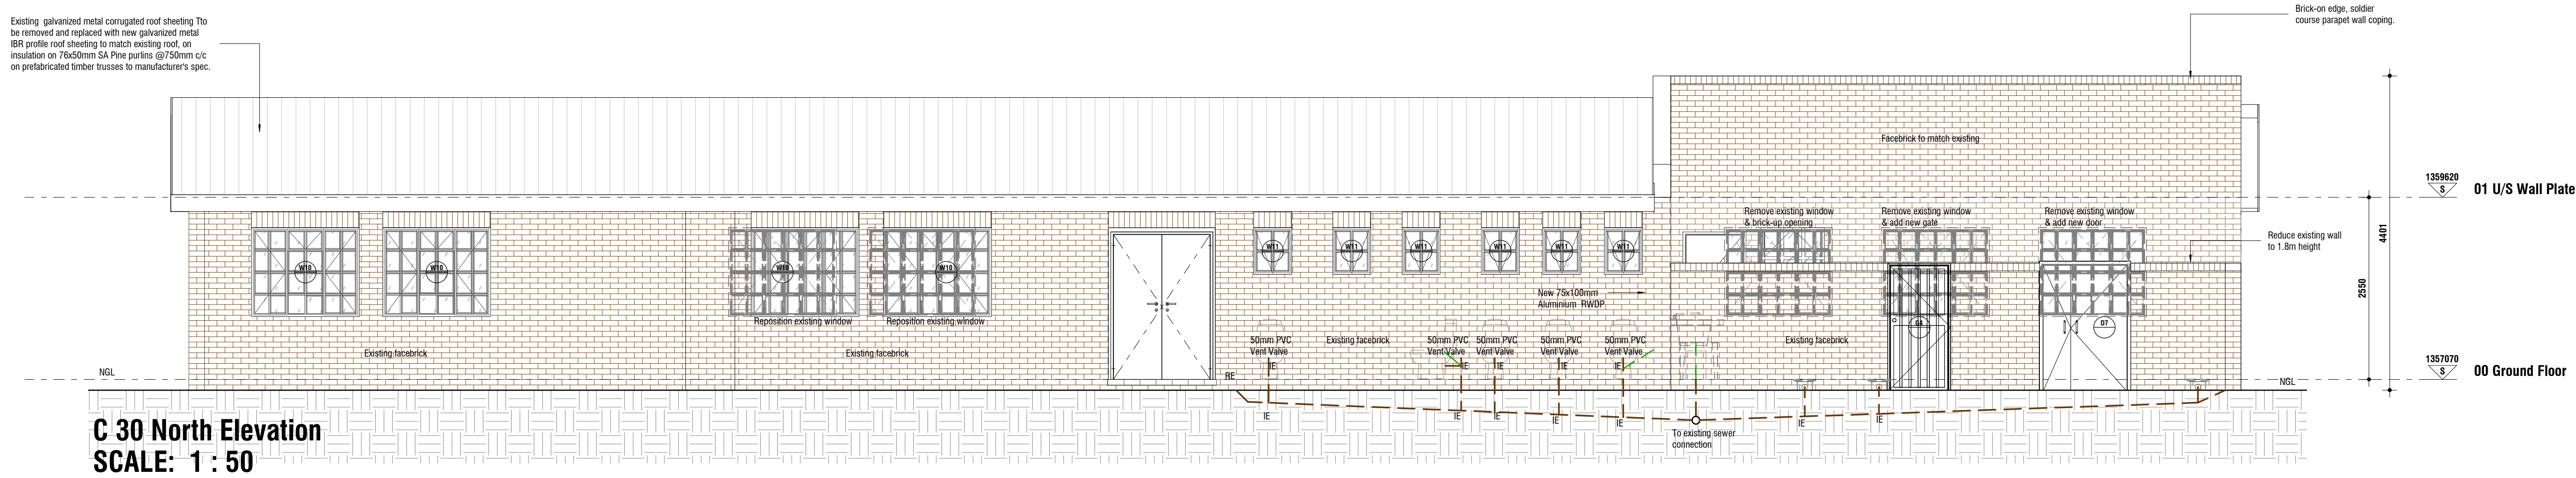 Existing galvanized metal corrugated roof sheeting Tto
be removed and replaced with new galvanized metal
IBR profile roof sheeting to match existing roof, on
insulation on 76x50mm SA Pine purlins @750mm c/c
on prefabricated timber trusses to manufacturer's spec.
Brick-on edge, soldier
course parapet wall coping.
Facebrick to match existing
1359620
S
01 U/S Wall Plate
Remove existing window
& brick-up opening
Remove existing window
& add new gate
Remove existing window
& add new door
Reduce existing wall
to 1.8m height
4401
2550
W10
W10
W10
W10
W11
W11
W11
W11
W11
W11
New 75x100mm
Aluminium RWDP
Reposition existing window
Reposition existing window
G4
D7
Existing facebrick
Existing facebrick
50mm PVC
Vent Valve
Existing facebrick
50mm PVC
Vent Valve
50mm PVC
Vent Valve
50mm PVC
Vent Valve
50mm PVC
Vent Valve
Existing facebrick
IE
IE
IE
IE
IE
NGL
RE
NGL
1357070
S
00 Ground Floor
IE
IE
IE
IE
IE
IE
IE
To existing sewer
connection
C 30 North Elevation
SCALE: 1 : 50